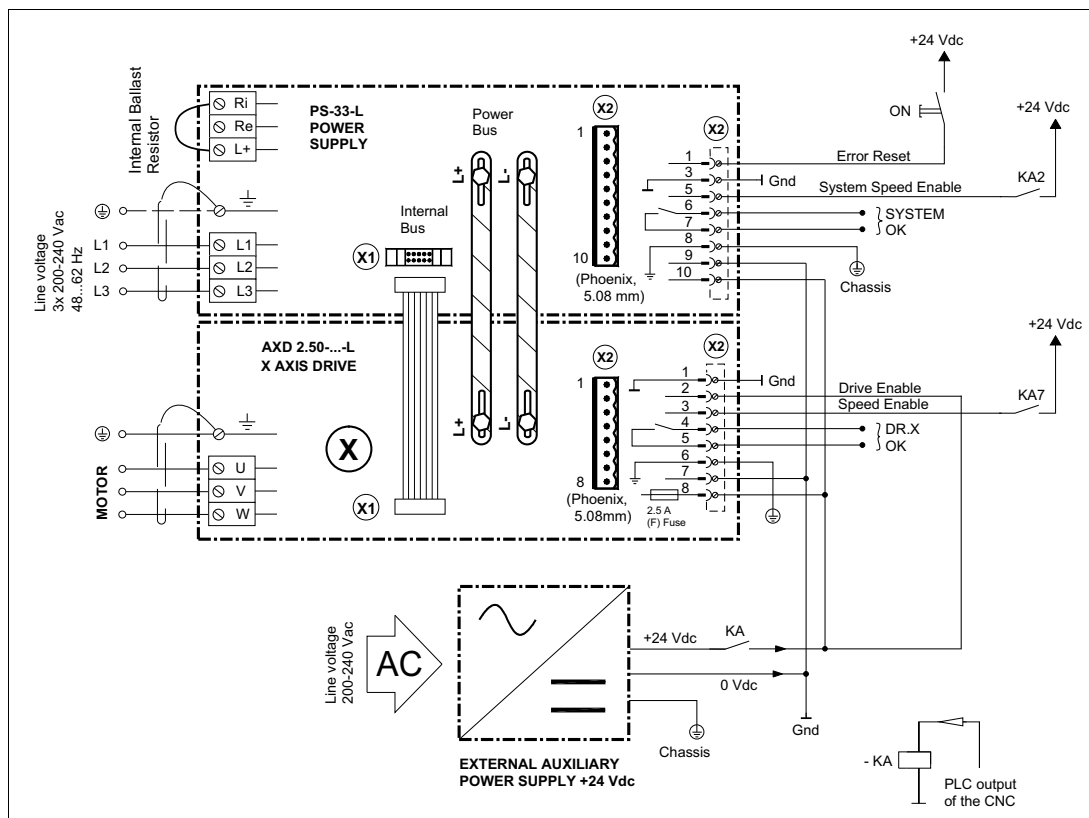 +24 Vdc
ON
+24 Vdc
Internal Ballast
Resistor
Ri
Re
L+
PS-33-L
POWER
SUPPLY
Power
Bus
L+
L-
X2
1
10
(Phoenix,
5.08 mm)
X2
1
3
5
6
7
8
9
10
Error Reset
Gnd
System Speed Enable
KA2
SYSTEM
OK
Chassis
Internal
Bus
X1
Line voltage
3x 200-240 Vac
48...62 Hz
L1
L2
L3
L1
L2
L3
AXD 2.50-...-L
X AXIS DRIVE
X
X1
L+
L-
X2
1
8
(Phoenix,
5.08mm)
X2
1
2
3
4
5
6
7
8
2.5 A
(F) Fuse
Gnd
Drive Enable
Speed Enable
+24 Vdc
KA7
DR.X
OK
MOTOR
U
V
W
Line voltage
200-240 Vac
AC
+24 Vdc
KA
0 Vdc
Gnd
Chassis
EXTERNAL AUXILIARY
POWER SUPPLY +24 Vdc
- KA
PLC output
of the CNC